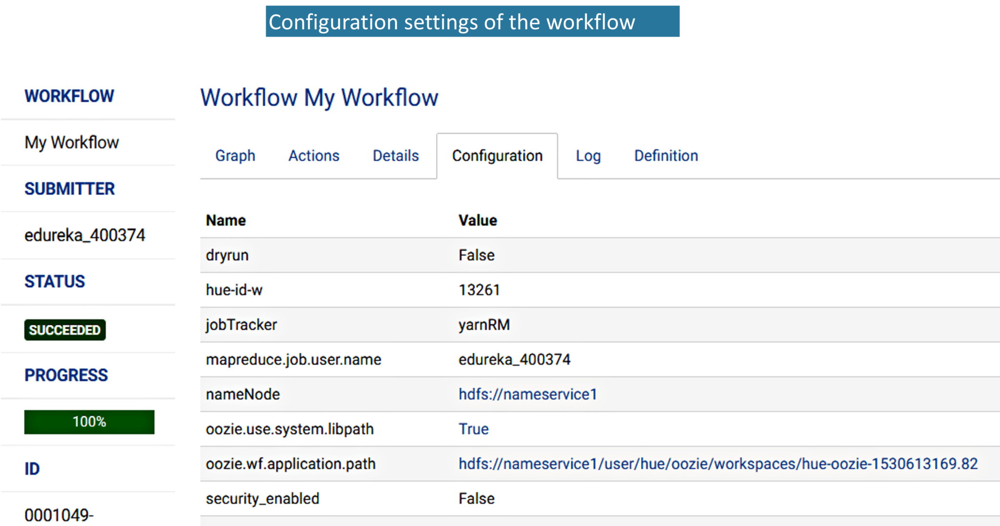 Configuration settings of the workflow
WORKFLOW
My Workflow
SUBMITTER
edureka_400374
STATUS
SUCCEEDED
PROGRESS
100%
ID
0001049-
Workflow My Workflow
Graph Actions Details Configuration Log Definition
Name Value
dryrun False
hue-id-w 13261
jobTracker yarnRM
mapreduce.job.user.name edureka_400374
nameNode hdfs://nameservice1
oozie.use.system.libpath True
oozie.wf.application.path hdfs://nameservice1/user/hue/oozie/workspaces/hue-oozie-1530613169.82
security_enabled False